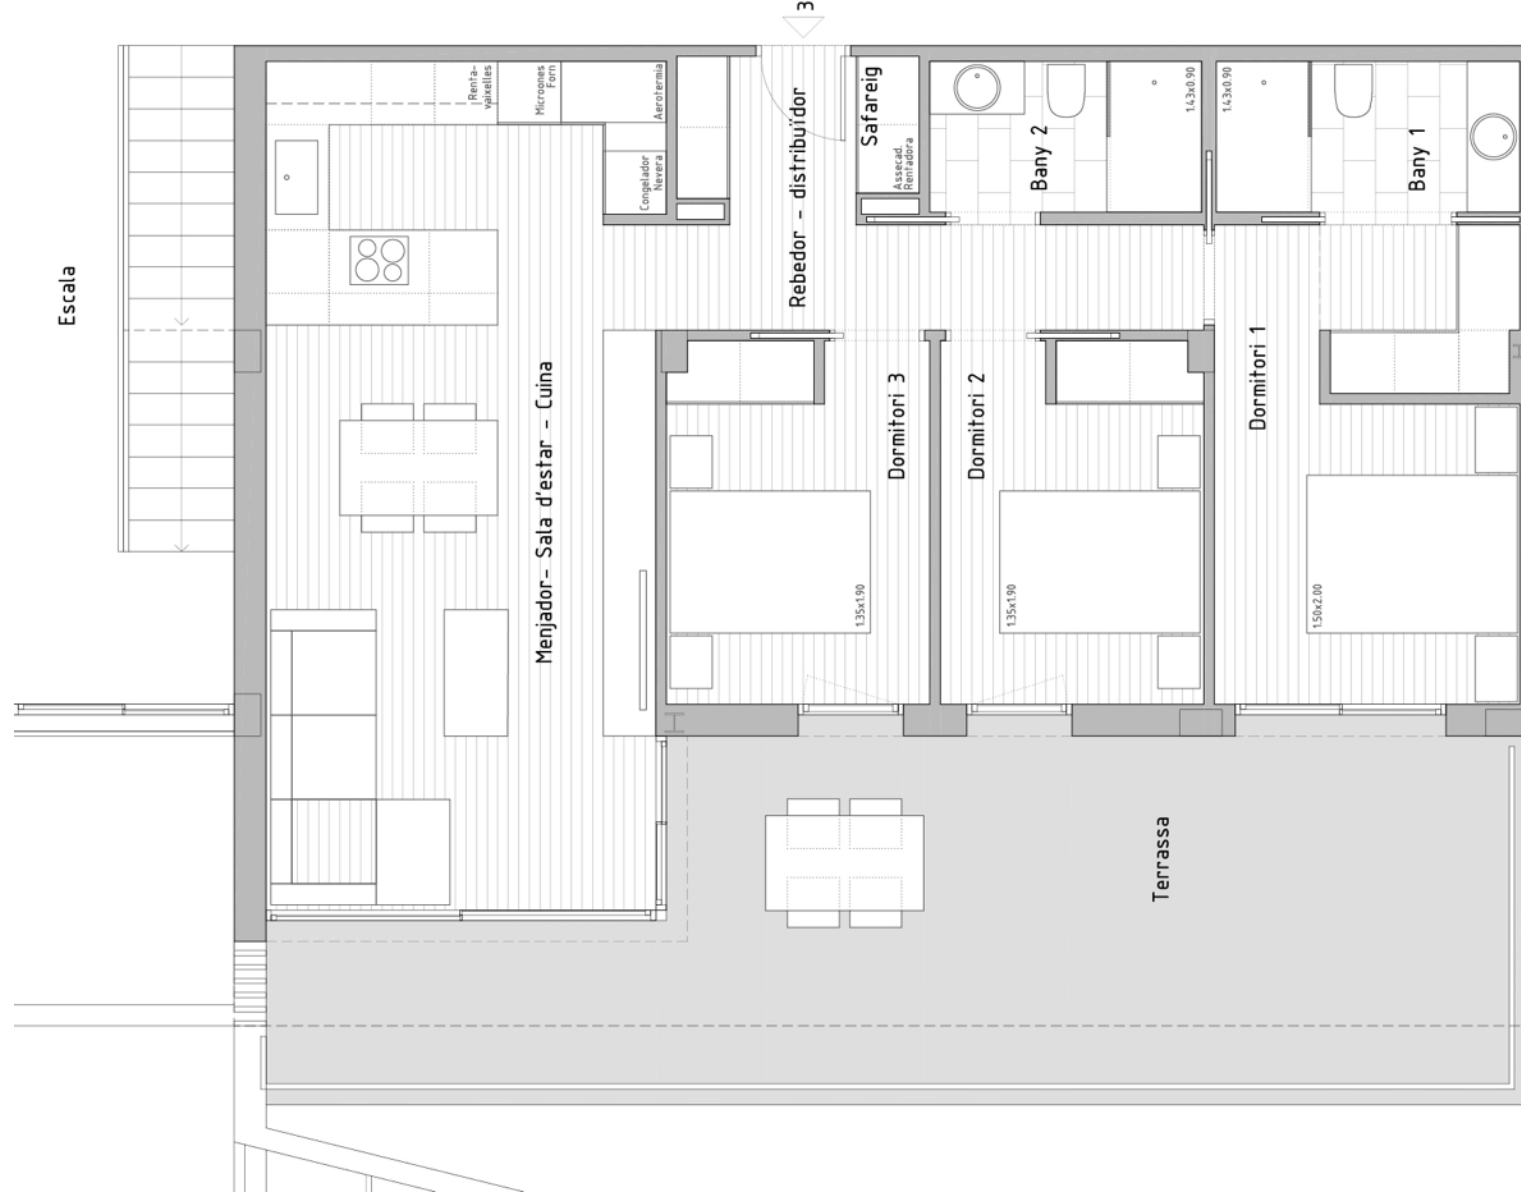 3
Renta-
vaixelles
Microones
Forn
Aerotermia
Congelador
Nevera
Rebedor - distribuïdor
Safareig
Assecad.
Rentadora
Bany 2
1.43x0.90
1.43x0.90
Bany 1
Escala
Menjador- Sala d'estar - Cuina
Dormitori 3
Dormitori 2
Dormitori 1
1.35x1.90
1.35x1.90
1.50x2.00
Terrassa